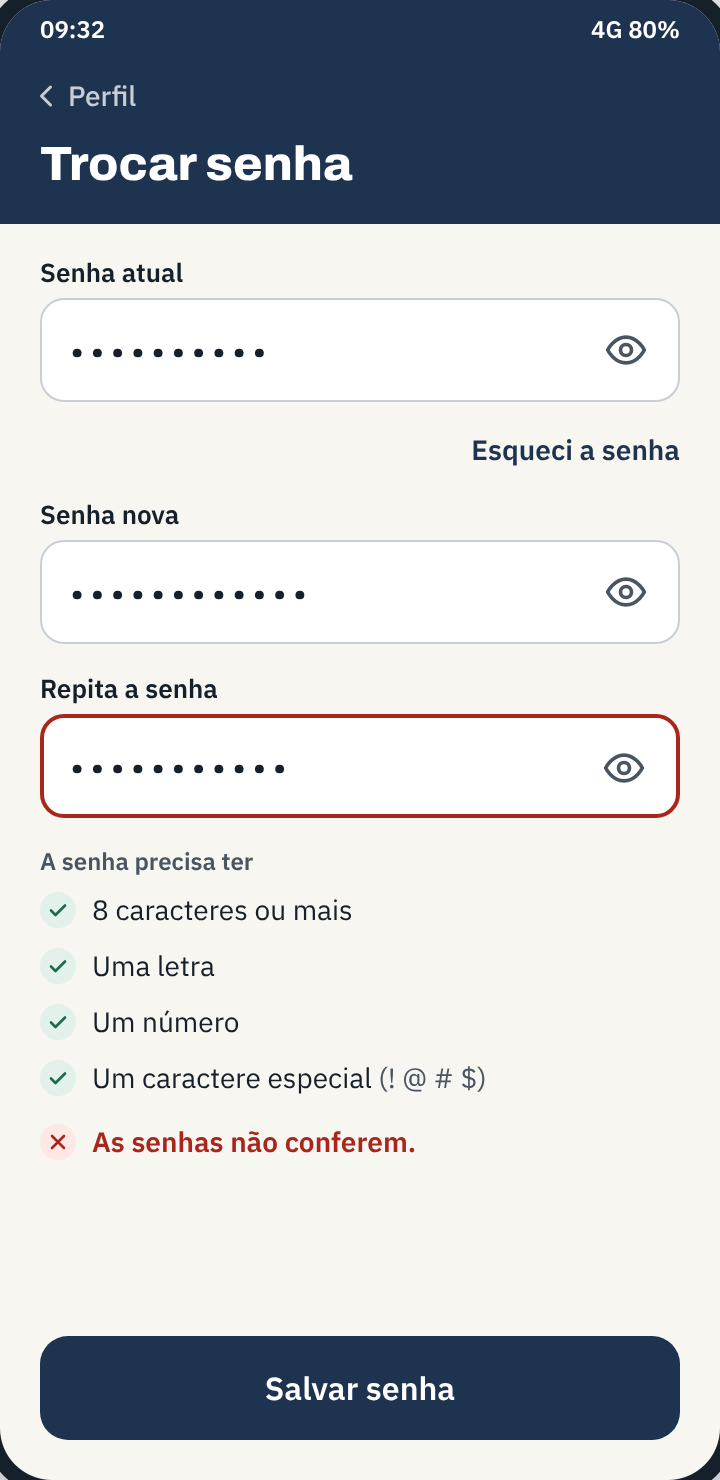 09:32 4G 80%
Perfil
Trocar senha
Senha atual
••••••••••
Esqueci a senha
Senha nova
••••••••••••
Repita a senha
•••••••••••
A senha precisa ter
8 caracteres ou mais
Uma letra
Um número
Um caractere especial (! @ # $)
As senhas não conferem.
Salvar senha